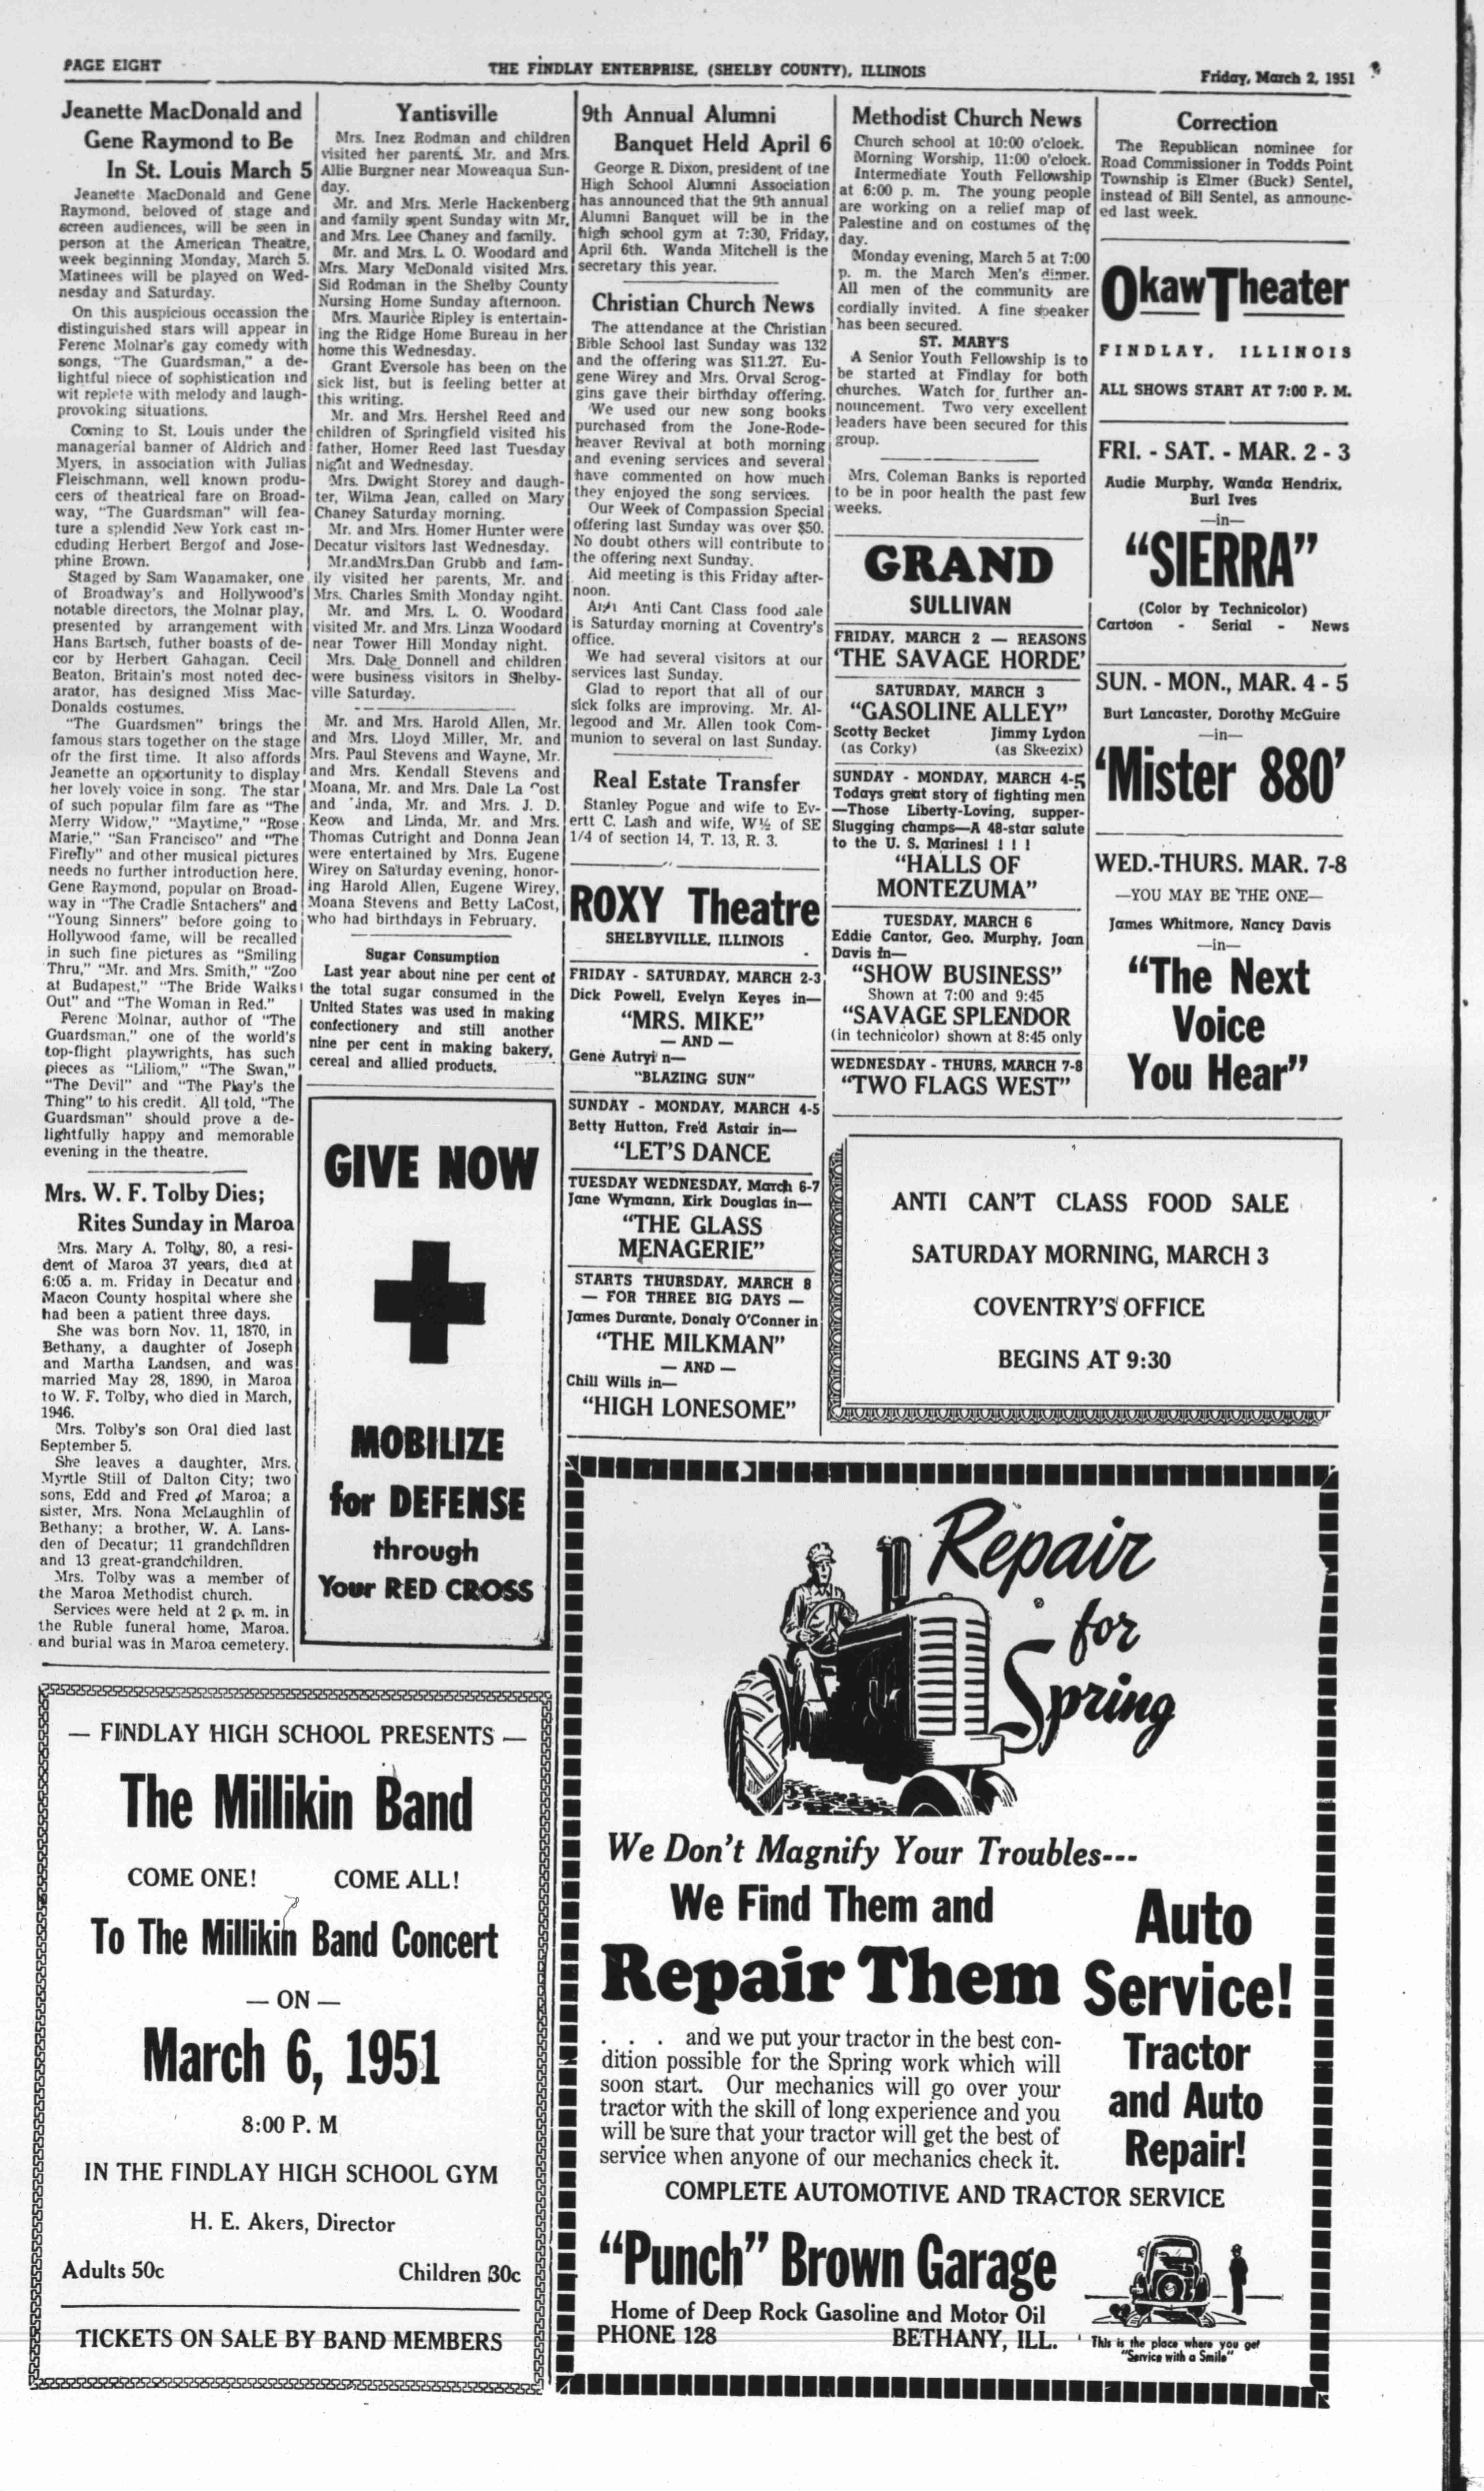 PAGE EIGHT
THE FINDLAY ENTERPRISE, (SHELBY COUNTY), ILLINOIS
Friday, March 2, 1951
Jeanette MacDonald and
Gene Raymond to Be
In St. Louis March 5
Jeanette MacDonald and Gene
Raymond, beloved of stage and
screen audiences, will be seen in
person at the American Theatre,
week beginning Monday, March 5.
Matinees will be played on Wed-
nesday and Saturday.
On this auspicious occassion the
distinguished stars will appear in
Ferenc Molnar's gay comedy with
songs, "The Guardsman," a de-
lightful piece of sophistication and
wit replete with melody and laugh-
provoking situations.
Coming to St. Louis under the
managerial banner of Aldrich and
Myers, in association with Julias
Fleischmann, well known produ-
cers of theatrical fare on Broad-
way, "The Guardsman" will fea-
ture a splendid New York cast in-
cduding Herbert Bergof and Jose-
phine Brown.
Staged by Sam Wanamaker, one
of Broadway's and Hollywood's
notable directors, the Molnar play,
presented by arrangement with
Hans Bartsch, futher boasts of de-
cor by Herbert Gahagan. Cecil
Beaton, Britain's most noted dec-
arator, has designed Miss Mac-
Donalds costumes.
"The Guardsmen" brings the
famous stars together on the stage
ofr the first time. It also affords
Jeanette an opportunity to display
her lovely voice in song. The star
of such popular film fare as "The
Merry Widow," "Maytime," "Rose
Marie," "San Francisco" and "The
Firefly" and other musical pictures
needs no further introduction here.
Gene Raymond, popular on Broad-
way in "The Cradle Sntachers" and
"Young Sinners" before going to
Hollywood fame, will be recalled
in such fine pictures as "Smiling
Thru," "Mr. and Mrs. Smith," "Zoo
at Budapest," "The Bride Walks
Out" and "The Woman in Red."
Ferenc Molnar, author of "The
Guardsman," one of the world's
top-flight playwrights, has such
pieces as "Liliom," "The Swan,"
"The Devil" and "The Play's the
Thing" to his credit. All told, "The
Guardsman" should prove a de-
lightfully happy and memorable
evening in the theatre.
Mrs. W. F. Tolby Dies;
Rites Sunday in Maroa
Mrs. Mary A. Tolby, 80, a resi-
dent of Maroa 37 years, died at
6:05 a. m. Friday in Decatur and
Macon County hospital where she
had been a patient three days.
She was born Nov. 11, 1870, in
Bethany, a daughter of Joseph
and Martha Landsen, and was
married May 28, 1890, in Maroa
to W. F. Tolby, who died in March,
1946.
Mrs. Tolby's son Oral died last
September 5.
She leaves a daughter, Mrs.
Myrtle Still of Dalton City; two
sons, Edd and Fred of Maroa; a
sister, Mrs. Nona McLaughlin of
Bethany; a brother, W. A. Lans-
den of Decatur; 11 grandchildren
and 13 great-grandchildren.
Mrs. Tolby was a member of
the Maroa Methodist church.
Services were held at 2 p. m. in
the Ruble funeral home, Maroa.
and burial was in Maroa cemetery.
Yantisville
Mrs. Inez Rodman and children
visited her parents, Mr. and Mrs.
Allie Burgner near Moweaqua Sun-
day.
Mr. and Mrs. Merle Hackenberg
and family spent Sunday with Mr.
and Mrs. Lee Chaney and family.
Mr. and Mrs. L. O. Woodard and
Mrs. Mary McDonald visited Mrs.
Sid Rodman in the Shelby County
Nursing Home Sunday afternoon.
Mrs. Maurice Ripley is entertain-
ing the Ridge Home Bureau in her
home this Wednesday.
Grant Eversole has been on the
sick list, but is feeling better at
this writing.
Mr. and Mrs. Hershel Reed and
children of Springfield visited his
father, Homer Reed last Tuesday
night and Wednesday.
Mrs. Dwight Storey and daugh-
ter, Wilma Jean, called on Mary
Chaney Saturday morning.
Mr. and Mrs. Homer Hunter were
Decatur visitors last Wednesday.
Mr.andMrs.Dan Grubb and fam-
ily visited her parents, Mr. and
Mrs. Charles Smith Monday ngiht.
Mr. and Mrs. L. O. Woodard
visited Mr. and Mrs. Linza Woodard
near Tower Hill Monday night.
Mrs. Dale Donnell and children
were business visitors in Shelby-
ville Saturday.
Mr. and Mrs. Harold Allen, Mr.
and Mrs. Lloyd Miller, Mr. and
Mrs. Paul Stevens and Wayne, Mr.
and Mrs. Kendall Stevens and
Moana, Mr. and Mrs. Dale La Cost
and Linda, Mr. and Mrs. J. D.
Keow and Linda, Mr. and Mrs.
Thomas Cutright and Donna Jean
were entertained by Mrs. Eugene
Wirey on Saturday evening, honor-
ing Harold Allen, Eugene Wirey,
Moana Stevens and Betty LaCost,
who had birthdays in February.
Sugar Consumption
Last year about nine per cent of
the total sugar consumed in the
United States was used in making
confectionery and still another
nine per cent in making bakery,
cereal and allied products.
GIVE NOW
MOBILIZE
for DEFENSE
through
Your RED CROSS
9th Annual Alumni
Banquet Held April 6
George R. Dixon, president of tne
High School Alumni Association
has announced that the 9th annual
Alumni Banquet will be in the
high school gym at 7:30, Friday,
April 6th. Wanda Mitchell is the
secretary this year.
Christian Church News
The attendance at the Christian
Bible School last Sunday was 132
and the offering was $11.27. Eu-
gene Wirey and Mrs. Orval Scrog-
gins gave their birthday offering.
We used our new song books
purchased from the Jone-Rode-
heaver Revival at both morning
and evening services and several
have commented on how much
they enjoyed the song services.
Our Week of Compassion Special
offering last Sunday was over $50.
No doubt others will contribute to
the offering next Sunday.
Aid meeting is this Friday after-
noon.
Anti Cant Class food sale
is Saturday morning at Coventry's
office.
We had several visitors at our
services last Sunday.
Glad to report that all of our
sick folks are improving. Mr. Al-
legood and Mr. Allen took Com-
munion to several on last Sunday.
Real Estate Transfer
Stanley Pogue and wife to Ev-
ertt C. Lash and wife, W½ of SE
1/4 of section 14, T. 13, R. 3.
ROXY Theatre
SHELBYVILLE, ILLINOIS
FRIDAY - SATURDAY, MARCH 2-3
Dick Powell, Evelyn Keyes in—
"MRS. MIKE"
— AND —
Gene Autryi n—
"BLAZING SUN"
SUNDAY - MONDAY, MARCH 4-5
Betty Hutton, Fred Astair in—
"LET'S DANCE
TUESDAY WEDNESDAY, March 6-7
Jane Wymann, Kirk Douglas in—
"THE GLASS
MENAGERIE"
STARTS THURSDAY, MARCH 8
— FOR THREE BIG DAYS —
James Durante, Donaly O'Conner in
"THE MILKMAN"
— AND —
Chill Wills in—
"HIGH LONESOME"
Methodist Church News
Church school at 10:00 o'clock.
Morning Worship, 11:00 o'clock.
Intermediate Youth Fellowship
at 6:00 p. m. The young people
are working on a relief map of
Palestine and on costumes of the
day.
Monday evening, March 5 at 7:00
p. m. the March Men's dinner.
All men of the community are
cordially invited. A fine speaker
has been secured.
ST. MARY'S
A Senior Youth Fellowship is to
be started at Findlay for both
churches. Watch for further an-
nouncement. Two very excellent
leaders have been secured for this
group.
Mrs. Coleman Banks is reported
to be in poor health the past few
weeks.
GRAND
SULLIVAN
FRIDAY, MARCH 2 — REASONS
'THE SAVAGE HORDE'
SATURDAY, MARCH 3
"GASOLINE ALLEY"
Scotty Becket Jimmy Lydon
(as Corky) (as Skeezix)
SUNDAY - MONDAY, MARCH 4-5
Todays great story of fighting men
—Those Liberty-Loving, supper-
Slugging champs—A 48-star salute
to the U. S. Marines! ! ! !
"HALLS OF
MONTEZUMA"
TUESDAY, MARCH 6
Eddie Cantor, Geo. Murphy, Joan
Davis in—
"SHOW BUSINESS"
Shown at 7:00 and 9:45
"SAVAGE SPLENDOR
(in technicolor) shown at 8:45 only
WEDNESDAY - THURS, MARCH 7-8
"TWO FLAGS WEST"
Correction
The Republican nominee for
Road Commissioner in Todds Point
Township is Elmer (Buck) Sentel,
instead of Bill Sentel, as announc-
ed last week.
Okaw Theater
FINDLAY, ILLINOIS
ALL SHOWS START AT 7:00 P. M.
FRI. - SAT. - MAR. 2 - 3
Audie Murphy, Wanda Hendrix,
Burl Ives
—in—
"SIERRA"
(Color by Technicolor)
Cartoon - Serial - News
SUN. - MON., MAR. 4 - 5
Burt Lancaster, Dorothy McGuire
—in—
'Mister 880'
WED.-THURS. MAR. 7-8
—YOU MAY BE THE ONE—
James Whitmore, Nancy Davis
—in—
"The Next
Voice
You Hear"
ANTI CAN'T CLASS FOOD SALE
SATURDAY MORNING, MARCH 3
COVENTRY'S OFFICE
BEGINS AT 9:30
— FINDLAY HIGH SCHOOL PRESENTS —
The Millikin Band
COME ONE! COME ALL!
To The Millikin Band Concert
— ON —
March 6, 1951
8:00 P. M
IN THE FINDLAY HIGH SCHOOL GYM
H. E. Akers, Director
Adults 50c Children 30c
TICKETS ON SALE BY BAND MEMBERS
Repair
for
Spring
We Don't Magnify Your Troubles---
We Find Them and
Repair Them
. . . and we put your tractor in the best con-
dition possible for the Spring work which will
soon start. Our mechanics will go over your
tractor with the skill of long experience and you
will be sure that your tractor will get the best of
service when anyone of our mechanics check it.
Auto
Service!
Tractor
and Auto
Repair!
COMPLETE AUTOMOTIVE AND TRACTOR SERVICE
"Punch" Brown Garage
Home of Deep Rock Gasoline and Motor Oil
PHONE 128 BETHANY, ILL.
This is the place where you get
"Service with a Smile"